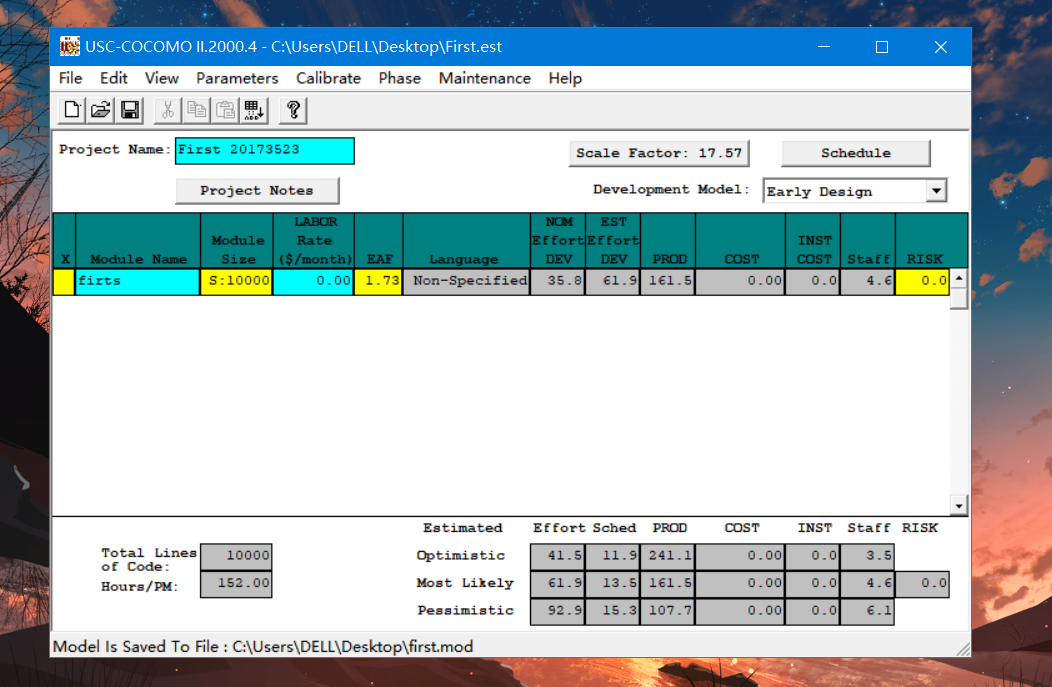 USC-COCOMO II.2000.4 - C:\Users\DELL\Desktop\First.est
File Edit View Parameters Calibrate Phase Maintenance Help
Project Name: First 20173523
Scale Factor: 17.57
Schedule
Project Notes
Development Model: Early Design
X Module Name Module Size LABOR Rate ($/month) EAF Language NOM Effort DEV EST Effort DEV PROD COST INST COST Staff RISK
firts S:10000 0.00 1.73 Non-Specified 35.8 61.9 161.5 0.00 0.0 4.6 0.0
Estimated Effort Sched PROD COST INST Staff RISK
Total Lines of Code: 10000
Hours/PM: 152.00
Optimistic 41.5 11.9 241.1 0.00 0.0 3.5
Most Likely 61.9 13.5 161.5 0.00 0.0 4.6 0.0
Pessimistic 92.9 15.3 107.7 0.00 0.0 6.1
Model Is Saved To File : C:\Users\DELL\Desktop\first.mod